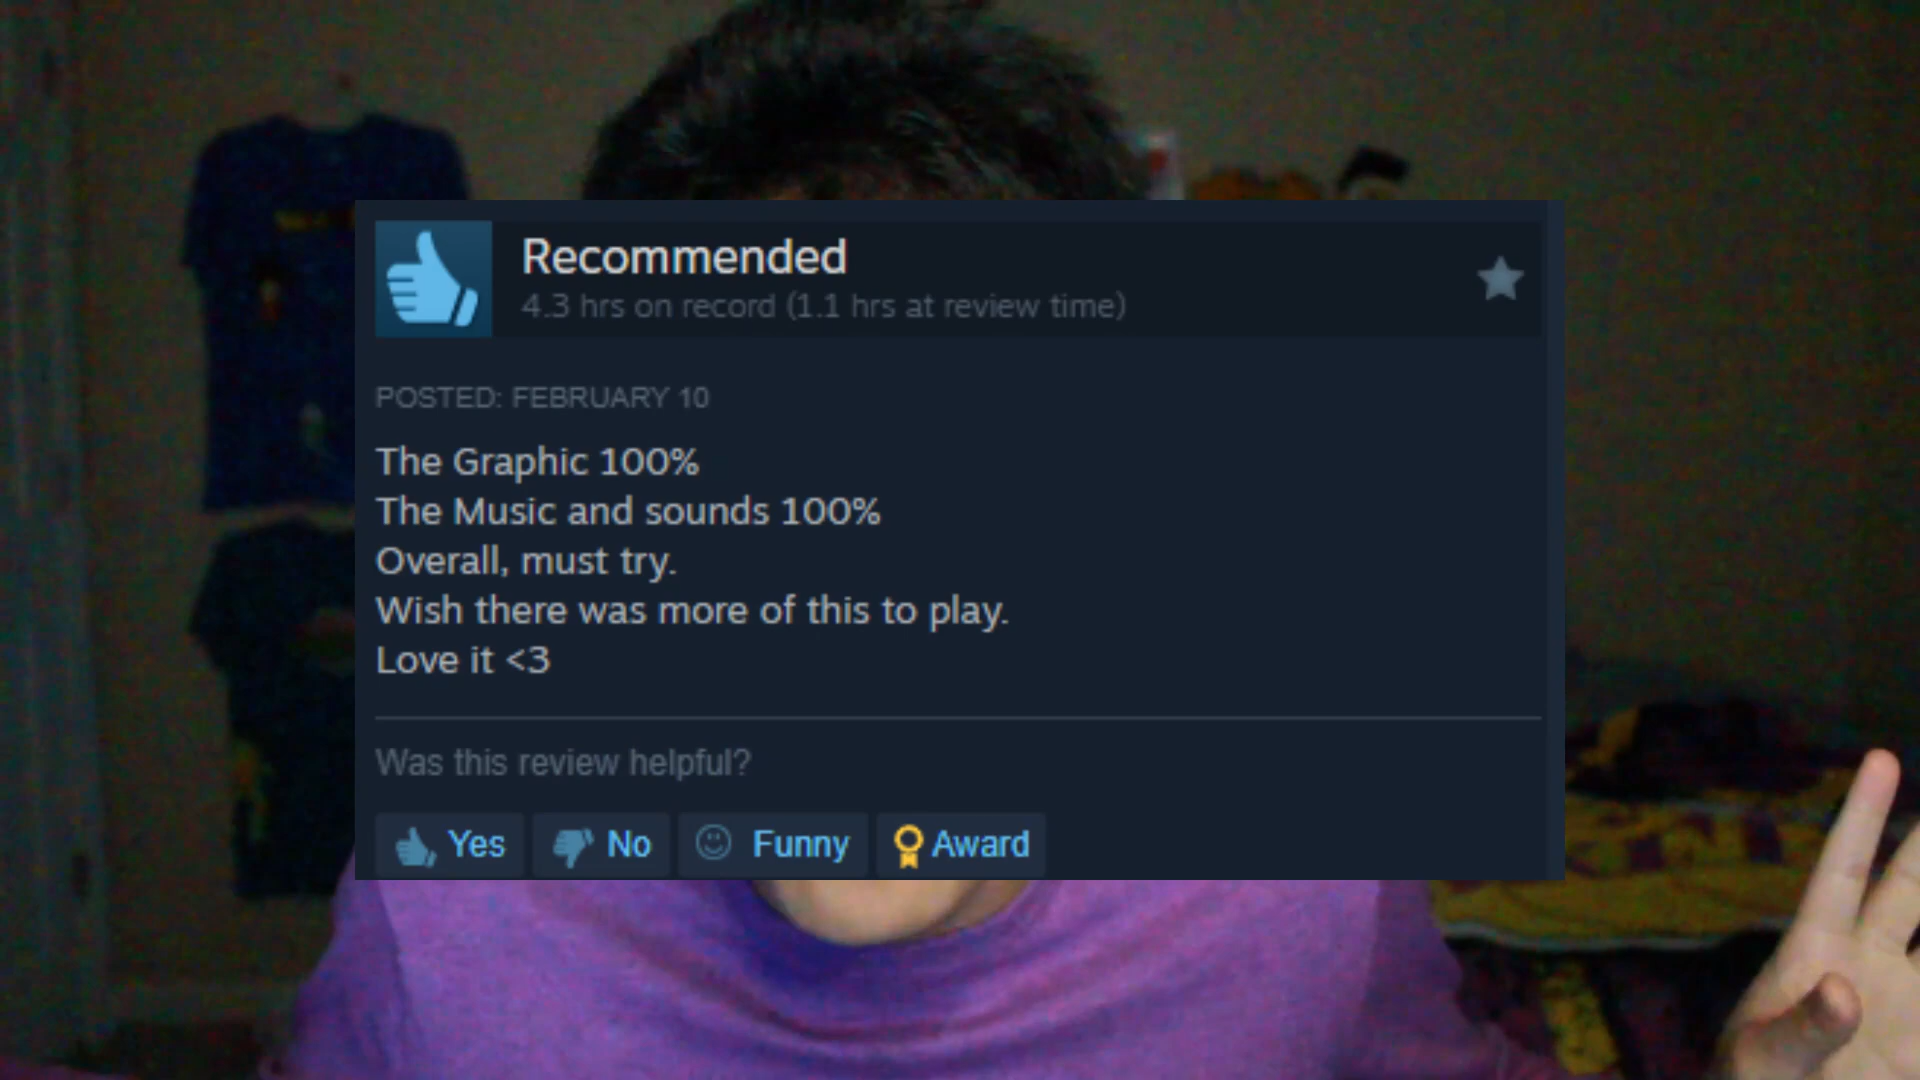 Recommended
4.3 hrs on record (1.1 hrs at review time)
POSTED: FEBRUARY 10
The Graphic 100%
The Music and sounds 100%
Overall, must try.
Wish there was more of this to play.
Love it <3
Was this review helpful?
Yes No Funny Award